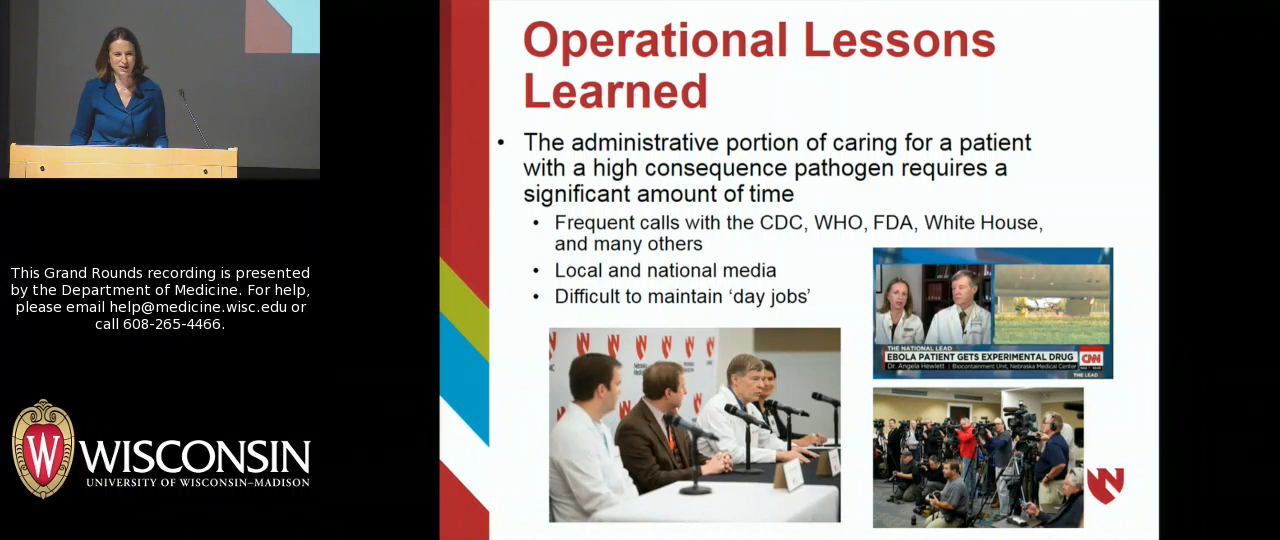 Operational Lessons
Learned
• The administrative portion of caring for a patient
with a high consequence pathogen requires a
significant amount of time
• Frequent calls with the CDC, WHO, FDA, White House,
and many others
• Local and national media
• Difficult to maintain ‘day jobs’
THE NATIONAL LEAD
EBOLA PATIENT GETS EXPERIMENTAL DRUG
CNN
Dr. Angela Hewlett | Biocontainment Unit, Nebraska Medical Center
THE LEAD
This Grand Rounds recording is presented
by the Department of Medicine. For help,
please email help@medicine.wisc.edu or
call 608-265-4466.
W
WISCONSIN
UNIVERSITY OF WISCONSIN–MADISON